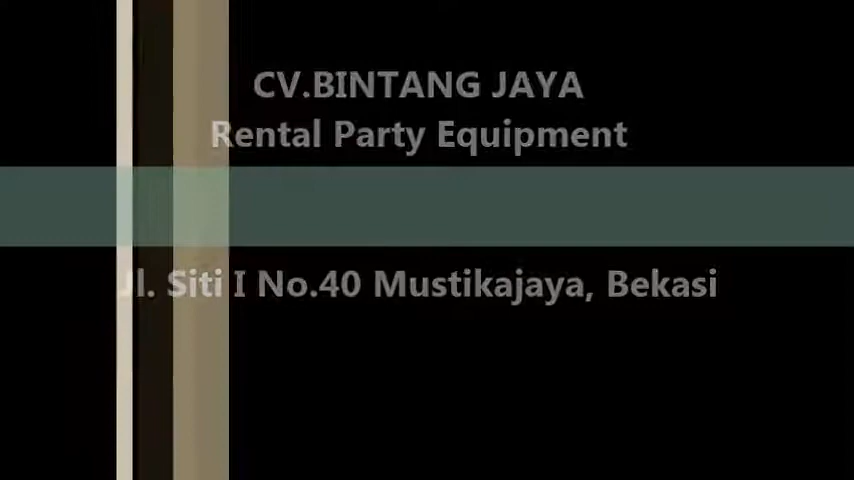 CV.BINTANG JAYA
Rental Party Equipment
Jl. Siti I No.40 Mustikajaya, Bekasi